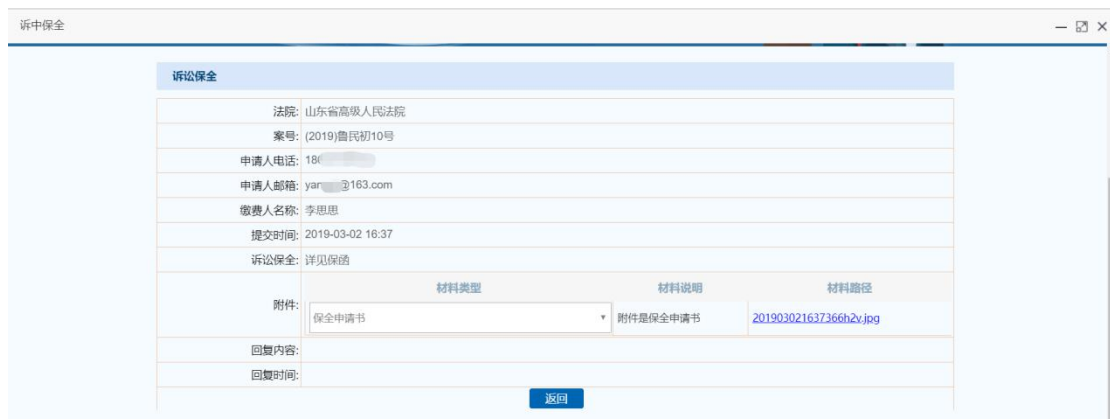 诉中保全
诉讼保全
法院: 山东省高级人民法院
案号: (2019)鲁民初10号
申请人电话: 180
申请人邮箱: yan @163.com
缴费人名称: 李思思
提交时间: 2019-03-02 16:37
诉讼保全: 详见保函
附件:
材料类型 材料说明 材料路径
保全申请书 附件是保全申请书 201903021637366h2v.jpg
回复内容:
回复时间:
返回